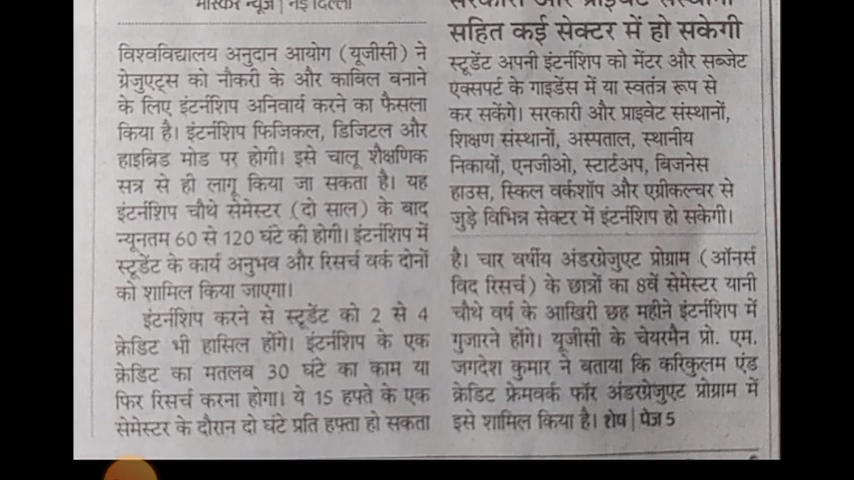 भास्कर न्यूज | नई दिल्ली
विश्वविद्यालय अनुदान आयोग (यूजीसी) ने
ग्रेजुएट्स को नौकरी के और काबिल बनाने
के लिए इंटर्नशिप अनिवार्य करने का फैसला
किया है। इंटर्नशिप फिजिकल, डिजिटल और
हाइब्रिड मोड पर होगी। इसे चालू शैक्षणिक
सत्र से ही लागू किया जा सकता है। यह
इंटर्नशिप चौथे सेमेस्टर (दो साल) के बाद
न्यूनतम 60 से 120 घंटे की होगी। इंटर्नशिप में
स्टूडेंट के कार्य अनुभव और रिसर्च वर्क दोनों
को शामिल किया जाएगा।
इंटर्नशिप करने से स्टूडेंट को 2 से 4
क्रेडिट भी हासिल होंगे। इंटर्नशिप के एक
क्रेडिट का मतलब 30 घंटे का काम या
फिर रिसर्च करना होगा। ये 15 हफ्ते के एक
सेमेस्टर के दौरान दो घंटे प्रति हफ्ता हो सकता
सरकारी और प्राइवेट संस्थानों
सहित कई सेक्टर में हो सकेगी
स्टूडेंट अपनी इंटर्नशिप को मेंटर और सब्जेट
एक्सपर्ट के गाइडेंस में या स्वतंत्र रूप से
कर सकेंगे। सरकारी और प्राइवेट संस्थानों,
शिक्षण संस्थानों, अस्पताल, स्थानीय
निकायों, एनजीओ, स्टार्टअप, बिजनेस
हाउस, स्किल वर्कशॉप और एग्रीकल्चर से
जुड़े विभिन्न सेक्टर में इंटर्नशिप हो सकेगी।
है। चार वर्षीय अंडरग्रेजुएट प्रोग्राम (ऑनर्स
विद रिसर्च) के छात्रों का 8वें सेमेस्टर यानी
चौथे वर्ष के आखिरी छह महीने इंटर्नशिप में
गुजारने होंगे। यूजीसी के चेयरमैन प्रो. एम.
जगदेश कुमार ने बताया कि करिकुलम एंड
क्रेडिट फ्रेमवर्क फॉर अंडरग्रेजुएट प्रोग्राम में
इसे शामिल किया है। शेष | पेज 5